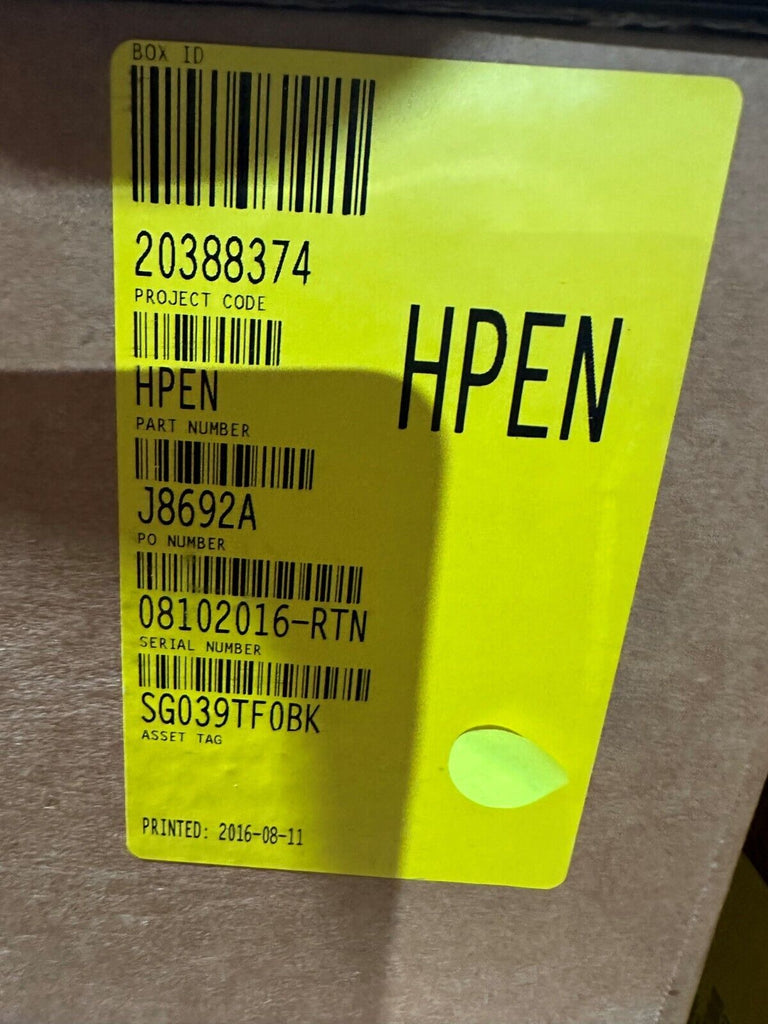 BOX ID
20388374
PROJECT CODE
HPEN
HPEN
PART NUMBER
J8692A
PO NUMBER
08102016-RTN
SERIAL NUMBER
SG039TF0BK
ASSET TAG
PRINTED: 2016-08-11